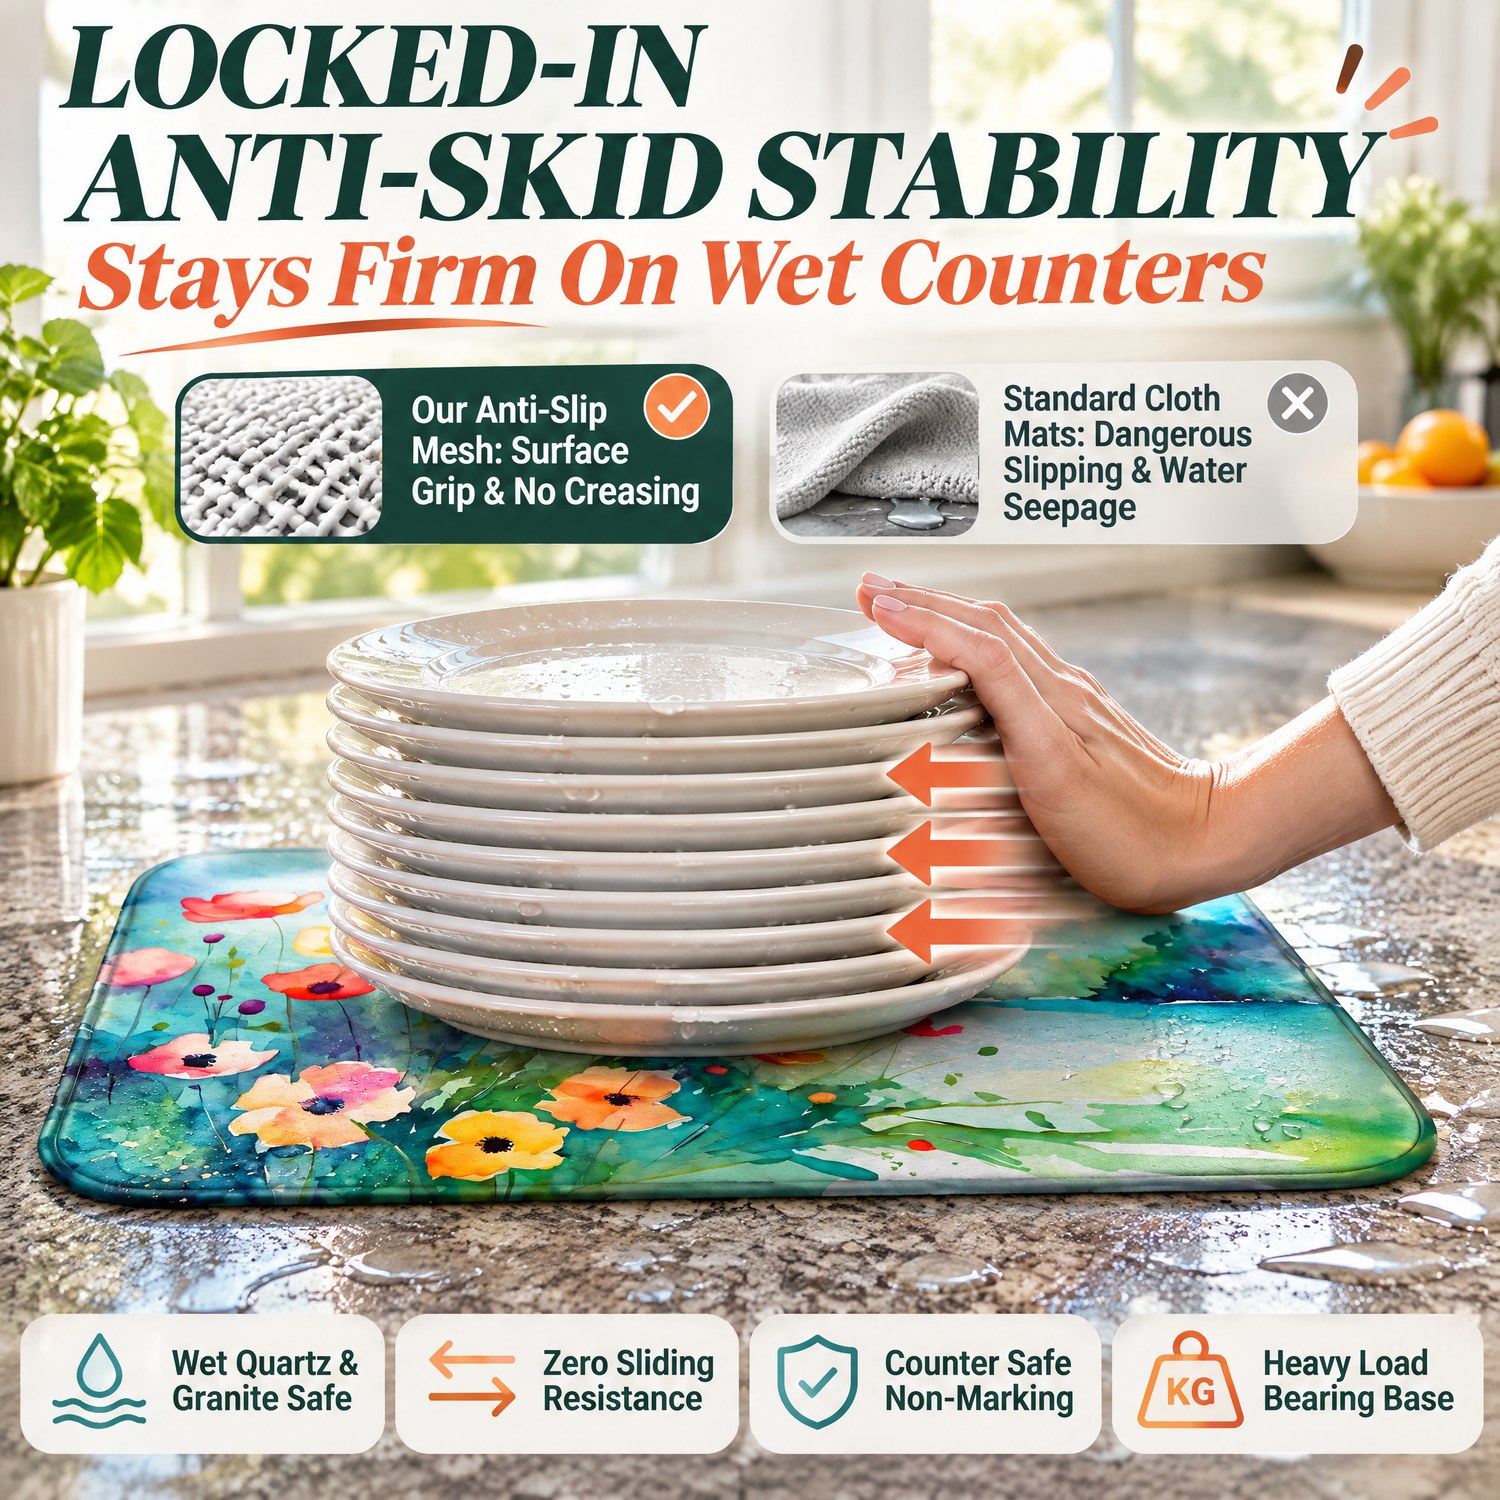 LOCKED-IN
ANTI-SKID STABILITY
Stays Firm On Wet Counters
Our Anti-Slip
Mesh: Surface
Grip & No Creasing
Standard Cloth
Mats: Dangerous
Slipping & Water
Seepage
Wet Quartz &
Granite Safe
Zero Sliding
Resistance
Counter Safe
Non-Marking
KG
Heavy Load
Bearing Base